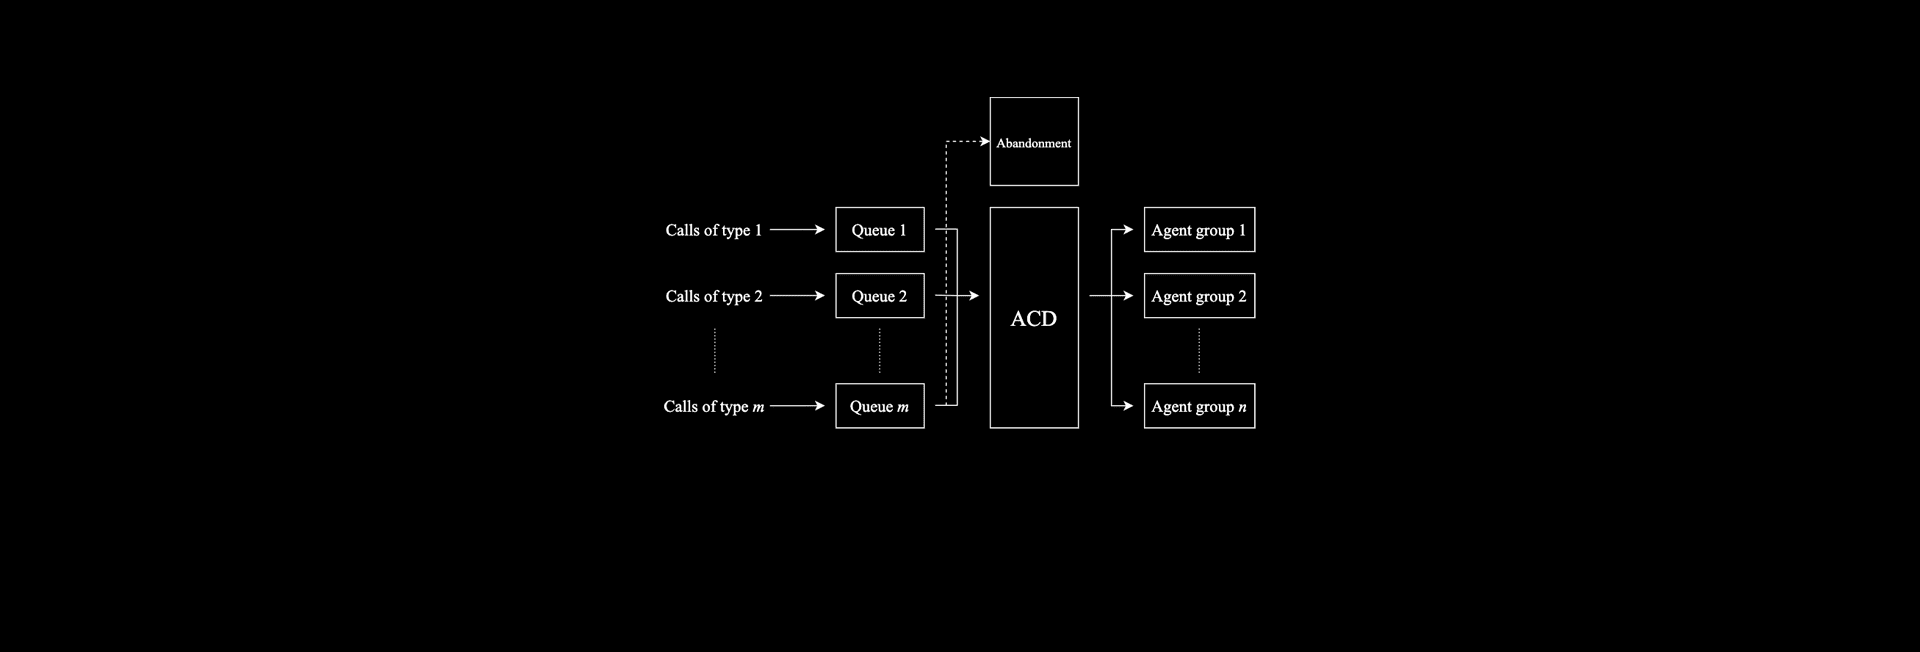 Abandonment
Calls of type 1
Queue 1
Agent group 1
Calls of type 2
Queue 2
Agent group 2
ACD
Calls of type m
Queue m
Agent group n